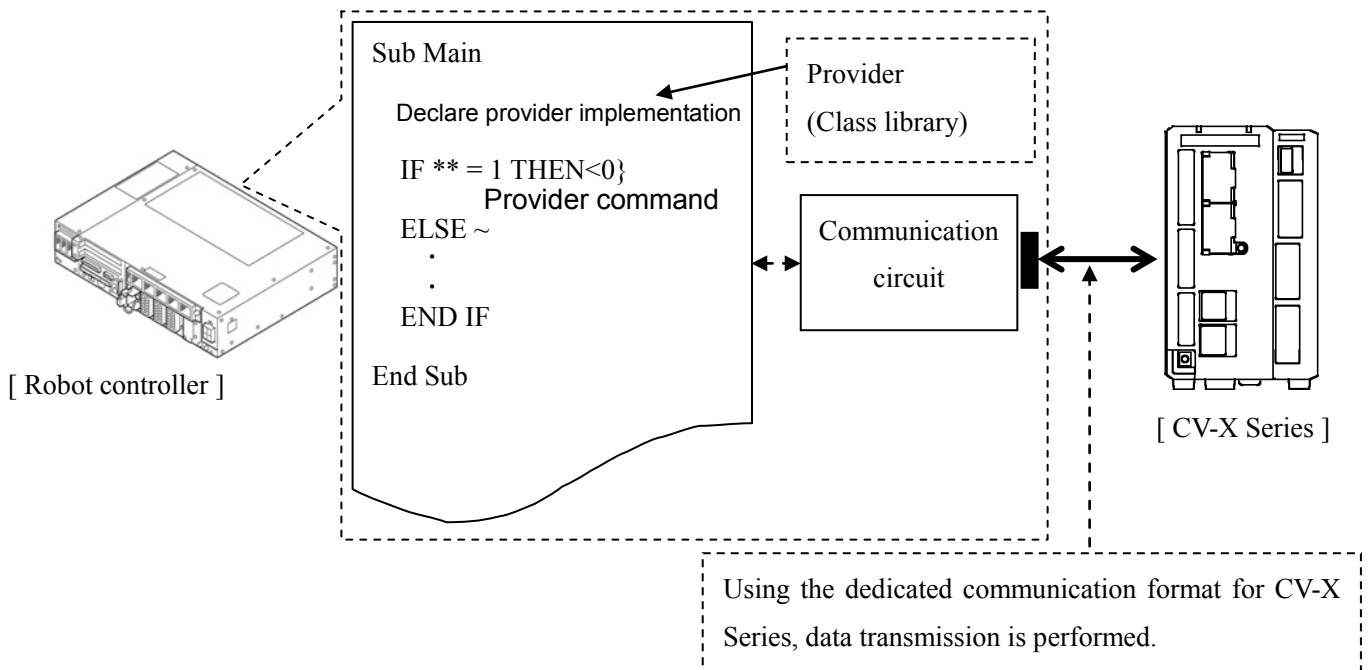 Sub Main
Declare provider implementation
IF ** = 1 THEN<0}
Provider command
ELSE ~
.
.
END IF
End Sub
Provider
(Class library)
Communication
circuit
[ Robot controller ]
[ CV-X Series ]
Using the dedicated communication format for CV-X
Series, data transmission is performed.